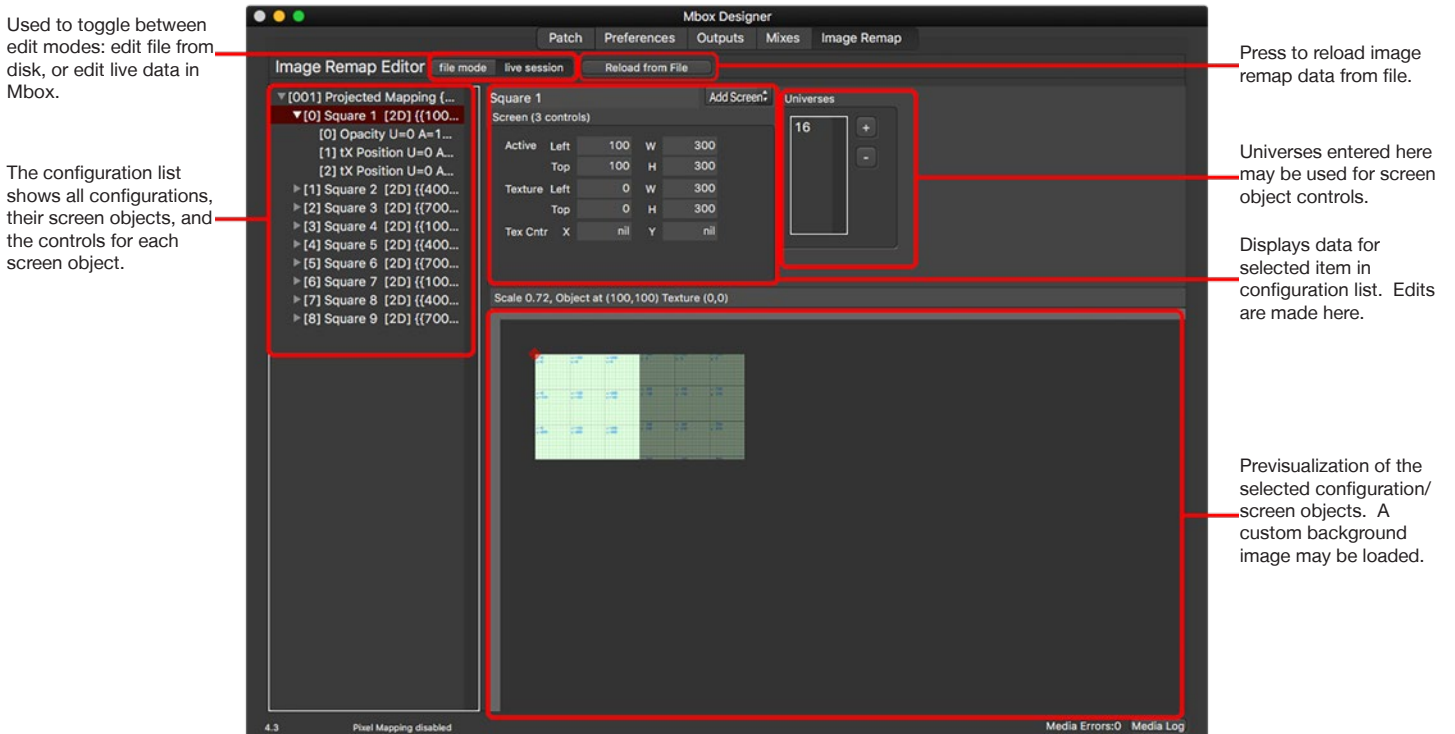 Used to toggle between
edit modes: edit file from
disk, or edit live data in
Mbox.
The configuration list
shows all configurations,
their screen objects, and
the controls for each
screen object.
Mbox Designer
Patch Preferences Outputs Mixes Image Remap
Image Remap Editor file mode live session Reload from File
[001] Projected Mapping {...
[0] Square 1 [2D] {{100...
[0] Opacity U=0 A=1...
[1] tX Position U=0 A...
[2] tX Position U=0 A...
[1] Square 2 [2D] {{400...
[2] Square 3 [2D] {{700...
[3] Square 4 [2D] {{100...
[4] Square 5 [2D] {{400...
[5] Square 6 [2D] {{700...
[6] Square 7 [2D] {{100...
[7] Square 8 [2D] {{400...
[8] Square 9 [2D] {{700...
Square 1 Add Screen
Screen (3 controls)
Active Left 100 W 300
Top 100 H 300
Texture Left 0 W 300
Top 0 H 300
Tex Cntr X nil Y nil
Universes
16 +
-
Scale 0.72, Object at (100,100) Texture (0,0)
4.3 Pixel Mapping disabled Media Errors:0 Media Log
Press to reload image
remap data from file.
Universes entered here
may be used for screen
object controls.
Displays data for
selected item in
configuration list. Edits
are made here.
Previsualization of the
selected configuration/
screen objects. A
custom background
image may be loaded.